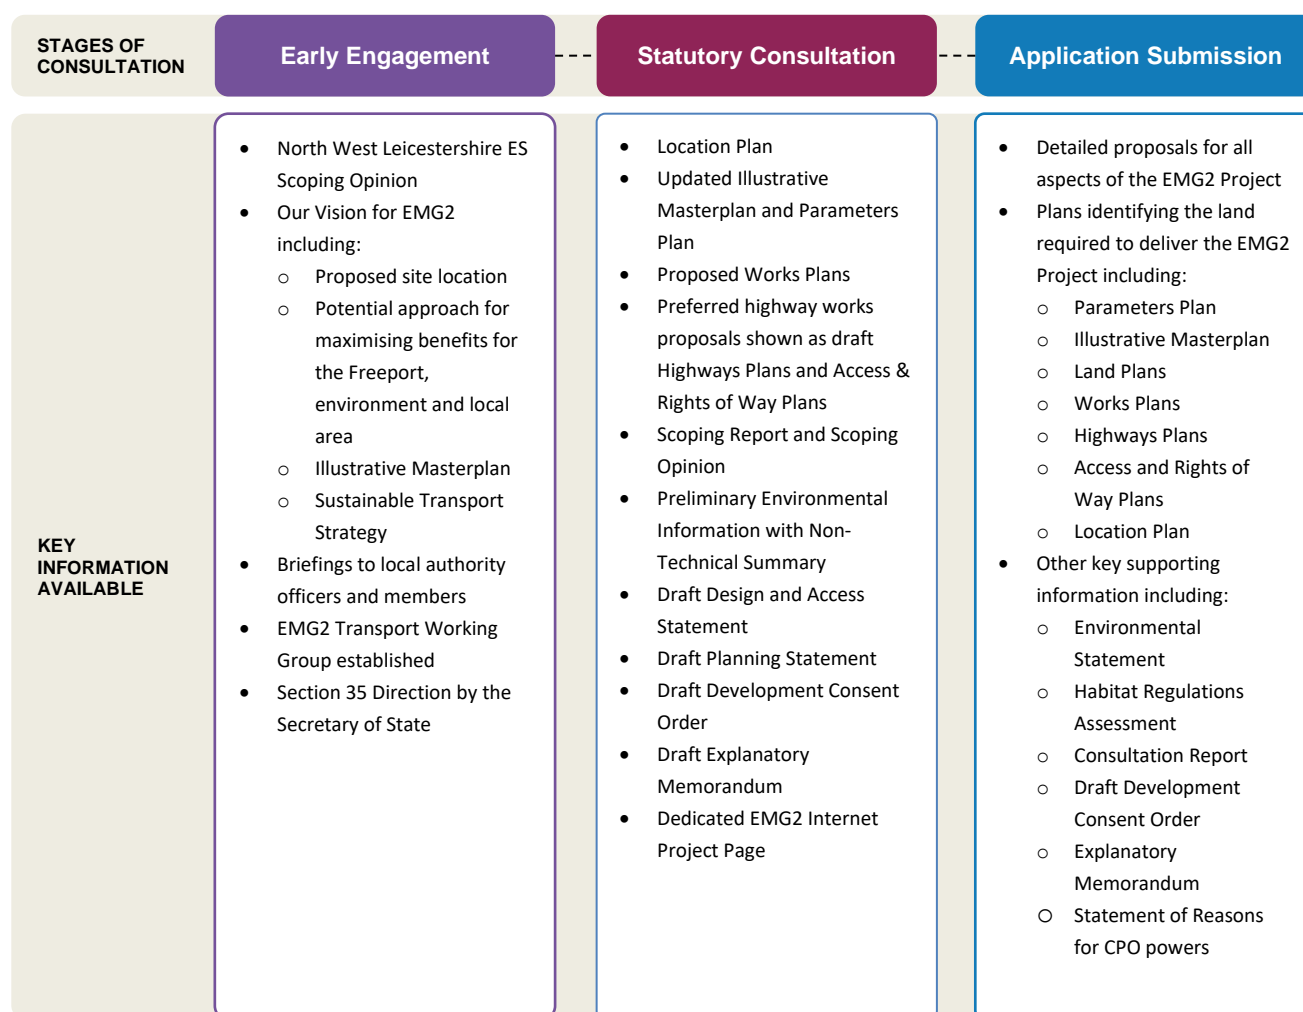 STAGES OF
CONSULTATION
Early Engagement
Statutory Consultation
Application Submission
KEY
INFORMATION
AVAILABLE
• North West Leicestershire ES
Scoping Opinion
• Our Vision for EMG2
including:
o Proposed site location
o Potential approach for
maximising benefits for
the Freeport,
environment and local
area
o Illustrative Masterplan
o Sustainable Transport
Strategy
• Briefings to local authority
officers and members
• EMG2 Transport Working
Group established
• Section 35 Direction by the
Secretary of State
• Location Plan
• Updated Illustrative
Masterplan and Parameters
Plan
• Proposed Works Plans
• Preferred highway works
proposals shown as draft
Highways Plans and Access &
Rights of Way Plans
• Scoping Report and Scoping
Opinion
• Preliminary Environmental
Information with Non-
Technical Summary
• Draft Design and Access
Statement
• Draft Planning Statement
• Draft Development Consent
Order
• Draft Explanatory
Memorandum
• Dedicated EMG2 Internet
Project Page
• Detailed proposals for all
aspects of the EMG2 Project
• Plans identifying the land
required to deliver the EMG2
Project including:
o Parameters Plan
o Illustrative Masterplan
o Land Plans
o Works Plans
o Highways Plans
o Access and Rights of
Way Plans
o Location Plan
• Other key supporting
information including:
o Environmental
Statement
o Habitat Regulations
Assessment
o Consultation Report
o Draft Development
Consent Order
o Explanatory
Memorandum
o Statement of Reasons
for CPO powers